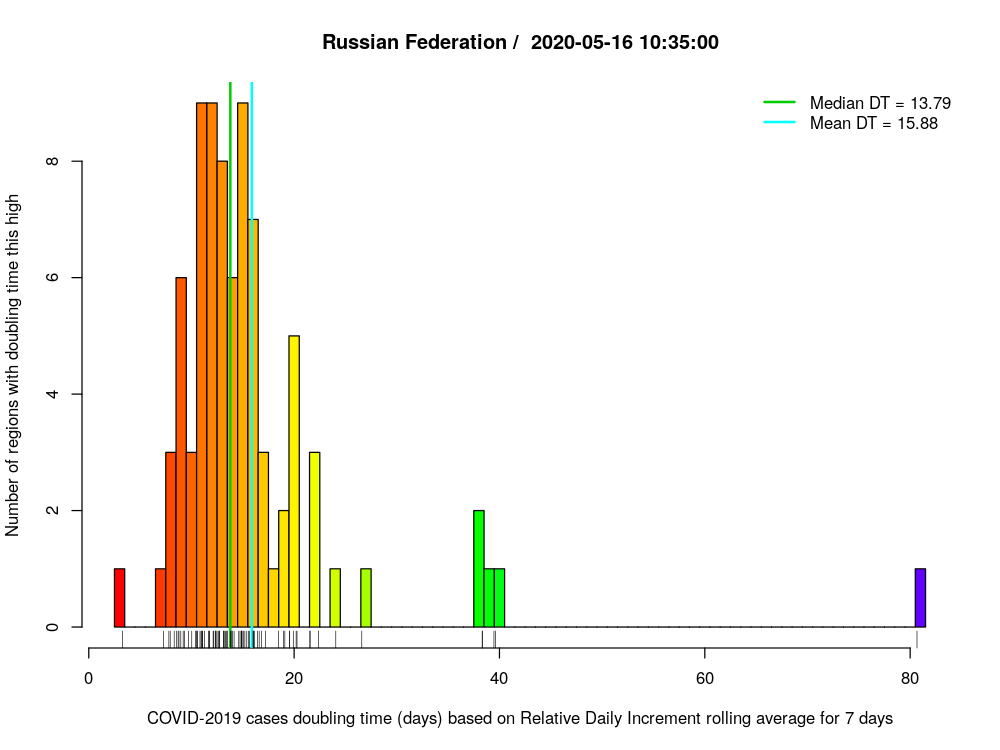 Russian Federation /  2020-05-16 10:35:00
Median DT = 13.79
Mean DT = 15.88
Number of regions with doubling time this high
8
6
4
2
0
0 20 40 60 80
COVID-2019 cases doubling time (days) based on Relative Daily Increment rolling average for 7 days